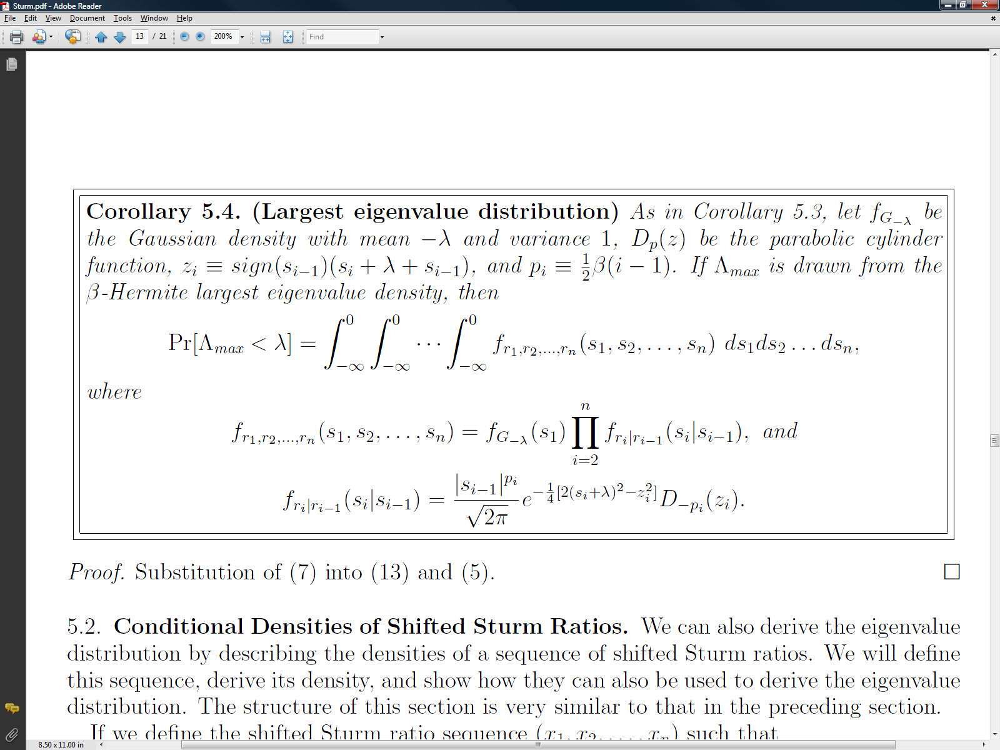 Sturm.pdf - Adobe Reader
File Edit View Document Tools Window Help
13 / 21 200% Find
Corollary 5.4. (Largest eigenvalue distribution) As in Corollary 5.3, let f_{G_{−λ}} be
the Gaussian density with mean −λ and variance 1, D_p(z) be the parabolic cylinder
function, z_i ≡ sign(s_{i−1})(s_i + λ + s_{i−1}), and p_i ≡ \frac{1}{2}β(i − 1). If Λ_{max} is drawn from the
β-Hermite largest eigenvalue density, then
Pr[Λ_{max} < λ] = ∫_{−∞}^{0} ∫_{−∞}^{0} ··· ∫_{−∞}^{0} f_{r_1,r_2,...,r_n}(s_1, s_2, . . . , s_n) ds_1ds_2 . . . ds_n,
where
f_{r_1,r_2,...,r_n}(s_1, s_2, . . . , s_n) = f_{G_{−λ}}(s_1) ∏_{i=2}^{n} f_{r_i|r_{i−1}}(s_i|s_{i−1}), and
f_{r_i|r_{i−1}}(s_i|s_{i−1}) = \frac{|s_{i−1}|^{p_i}}{\sqrt{2π}} e^{−\frac{1}{4}[2(s_i+λ)^2−z_i^2]} D_{−p_i}(z_i).
Proof. Substitution of (7) into (13) and (5). □
5.2. Conditional Densities of Shifted Sturm Ratios. We can also derive the eigenvalue
distribution by describing the densities of a sequence of shifted Sturm ratios. We will define
this sequence, derive its density, and show how they can also be used to derive the eigenvalue
distribution. The structure of this section is very similar to that in the preceding section.
If we define the shifted Sturm ratio sequence (x_1, x_2, . . . , x_n) such that
8.50 x 11.00 in